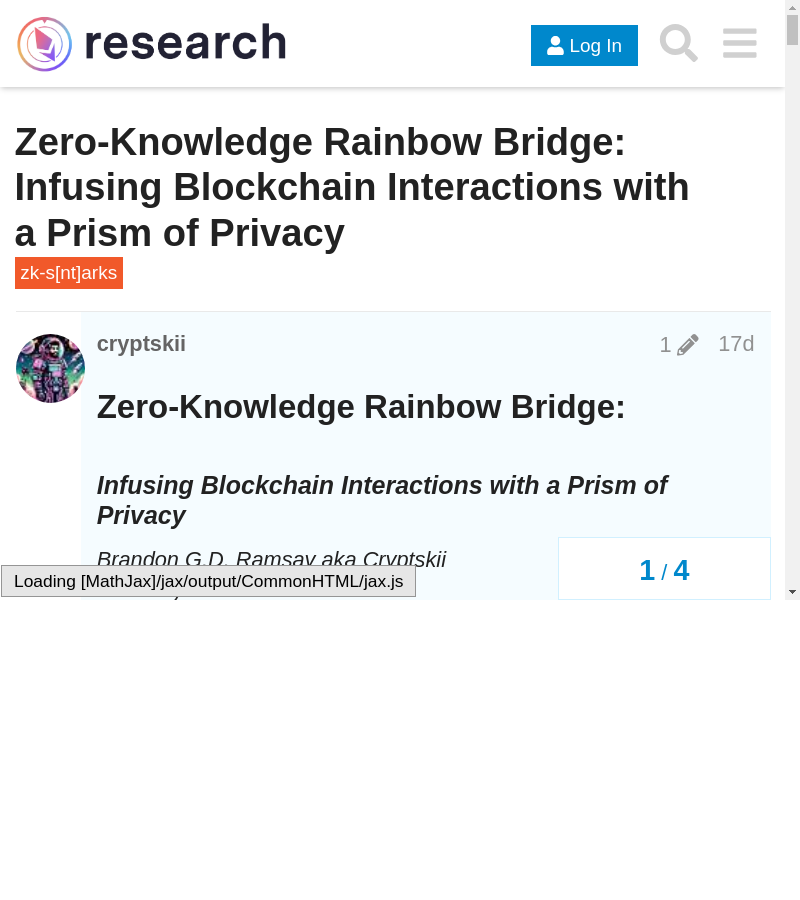 research
Log In
Zero-Knowledge Rainbow Bridge:
Infusing Blockchain Interactions with
a Prism of Privacy
zk-s[nt]arks
cryptskii
1
17d
Zero-Knowledge Rainbow Bridge:
Infusing Blockchain Interactions with a Prism of
Privacy
Brandon G.D. Ramsay aka Cryptskii
1 / 4
Loading [MathJax]/jax/output/CommonHTML/jax.js